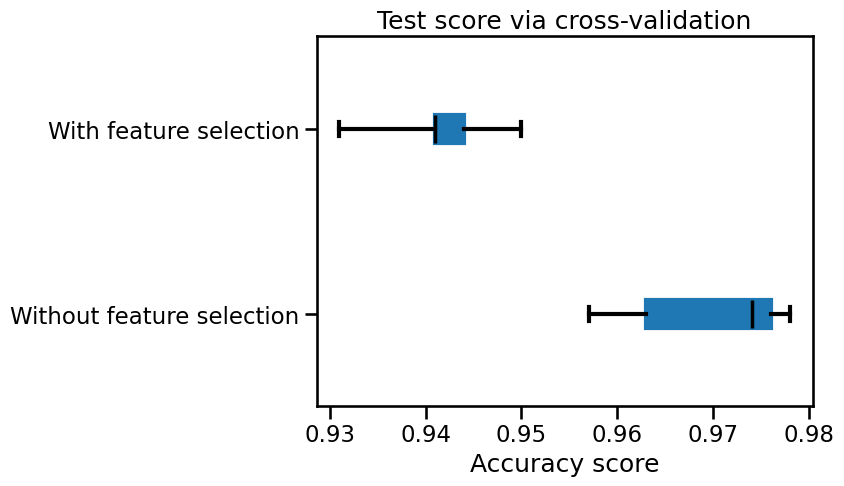 Test score via cross-validation
With feature selection
Without feature selection
0.93 0.94 0.95 0.96 0.97 0.98
Accuracy score